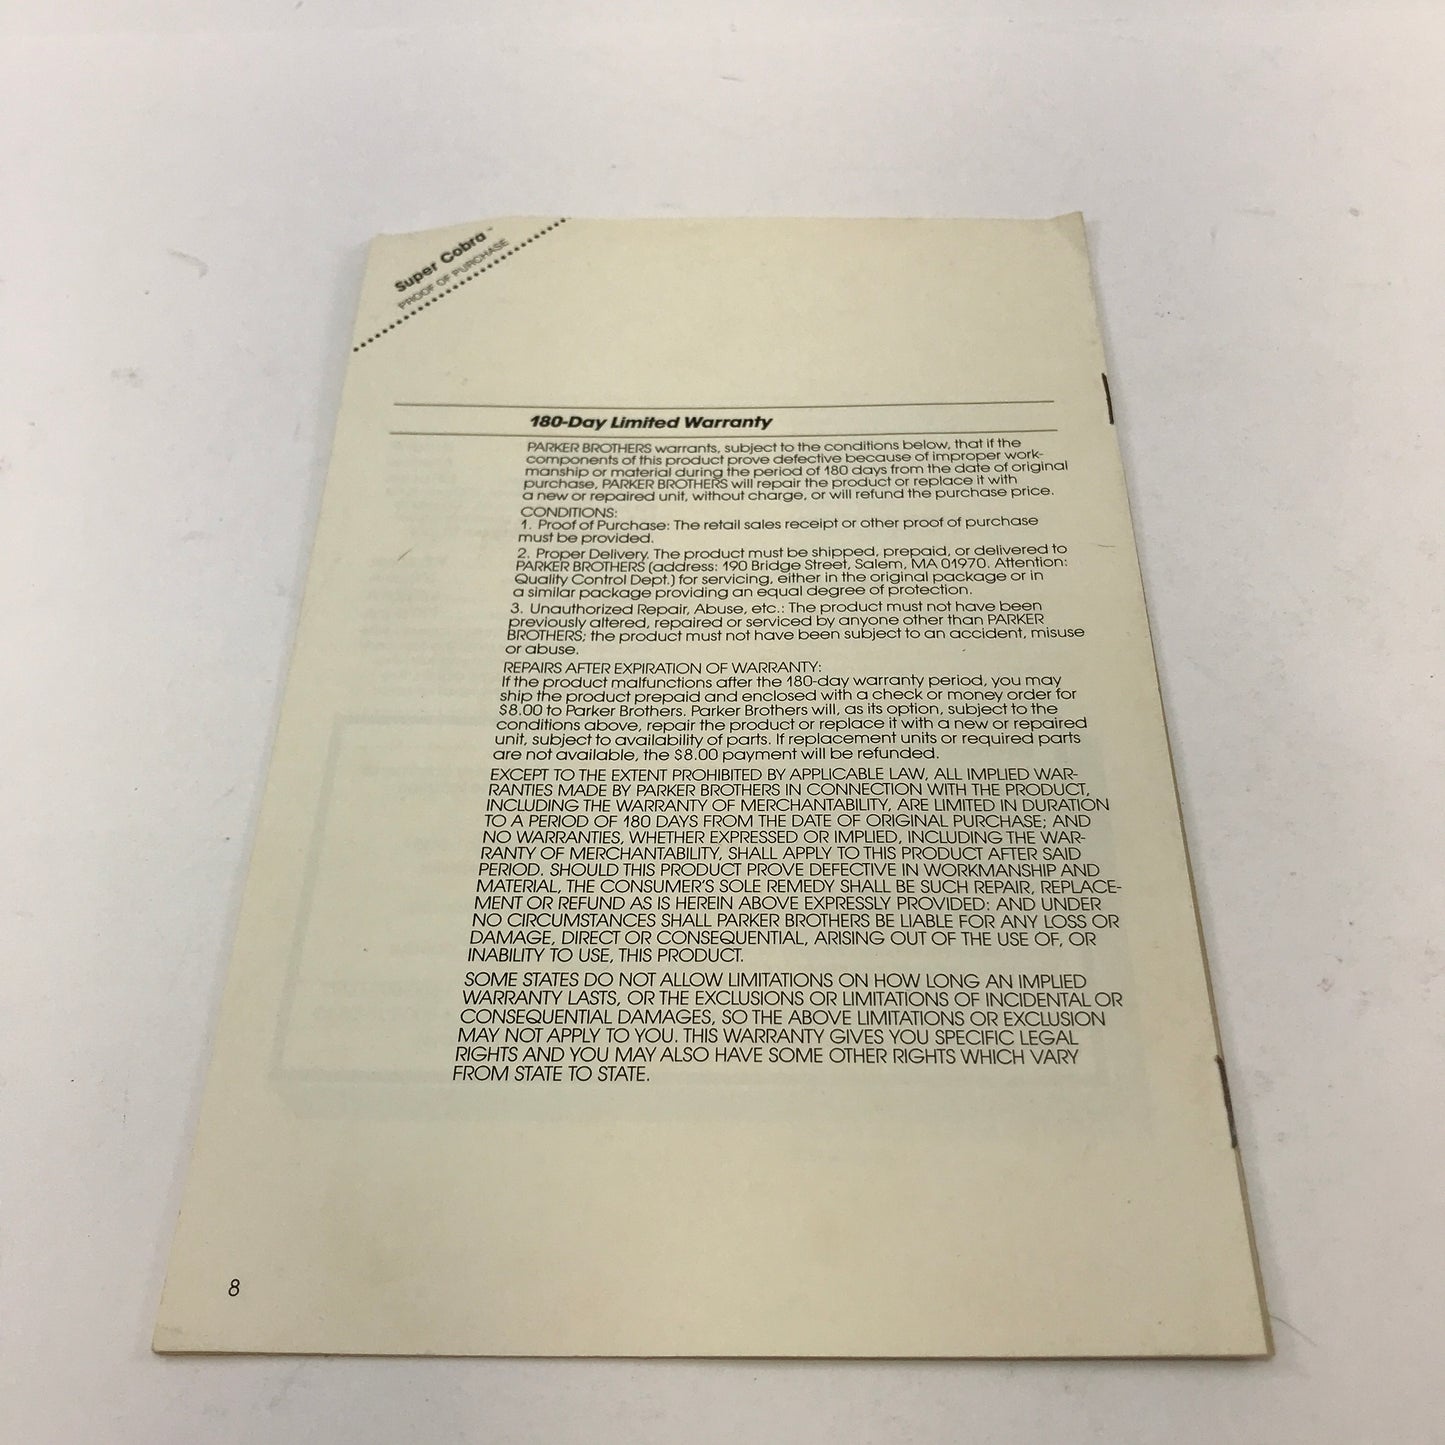 Super Cobra™
PROOF OF PURCHASE
180-Day Limited Warranty
PARKER BROTHERS warrants, subject to the conditions below, that if the
components of this product prove defective because of improper work-
manship or material during the period of 180 days from the date of original
purchase, PARKER BROTHERS will repair the product or replace it with
a new or repaired unit, without charge, or will refund the purchase price.
CONDITIONS:
1. Proof of Purchase: The retail sales receipt or other proof of purchase
must be provided.
2. Proper Delivery. The product must be shipped, prepaid, or delivered to
PARKER BROTHERS (address: 190 Bridge Street, Salem, MA 01970. Attention:
Quality Control Dept.) for servicing, either in the original package or in
a similar package providing an equal degree of protection.
3. Unauthorized Repair, Abuse, etc.: The product must not have been
previously altered, repaired or serviced by anyone other than PARKER
BROTHERS; the product must not have been subject to an accident, misuse
or abuse.
REPAIRS AFTER EXPIRATION OF WARRANTY:
If the product malfunctions after the 180-day warranty period, you may
ship the product prepaid and enclosed with a check or money order for
$8.00 to Parker Brothers. Parker Brothers will, as its option, subject to the
conditions above, repair the product or replace it with a new or repaired
unit, subject to availability of parts. If replacement units or required parts
are not available, the $8.00 payment will be refunded.
EXCEPT TO THE EXTENT PROHIBITED BY APPLICABLE LAW, ALL IMPLIED WAR-
RANTIES MADE BY PARKER BROTHERS IN CONNECTION WITH THE PRODUCT,
INCLUDING THE WARRANTY OF MERCHANTABILITY, ARE LIMITED IN DURATION
TO A PERIOD OF 180 DAYS FROM THE DATE OF ORIGINAL PURCHASE; AND
NO WARRANTIES, WHETHER EXPRESSED OR IMPLIED, INCLUDING THE WAR-
RANTY OF MERCHANTABILITY, SHALL APPLY TO THIS PRODUCT AFTER SAID
PERIOD. SHOULD THIS PRODUCT PROVE DEFECTIVE IN WORKMANSHIP AND
MATERIAL, THE CONSUMER'S SOLE REMEDY SHALL BE SUCH REPAIR, REPLACE-
MENT OR REFUND AS IS HEREIN ABOVE EXPRESSLY PROVIDED: AND UNDER
NO CIRCUMSTANCES SHALL PARKER BROTHERS BE LIABLE FOR ANY LOSS OR
DAMAGE, DIRECT OR CONSEQUENTIAL, ARISING OUT OF THE USE OF, OR
INABILITY TO USE, THIS PRODUCT.
SOME STATES DO NOT ALLOW LIMITATIONS ON HOW LONG AN IMPLIED
WARRANTY LASTS, OR THE EXCLUSIONS OR LIMITATIONS OF INCIDENTAL OR
CONSEQUENTIAL DAMAGES, SO THE ABOVE LIMITATIONS OR EXCLUSION
MAY NOT APPLY TO YOU. THIS WARRANTY GIVES YOU SPECIFIC LEGAL
RIGHTS AND YOU MAY ALSO HAVE SOME OTHER RIGHTS WHICH VARY
FROM STATE TO STATE.
8